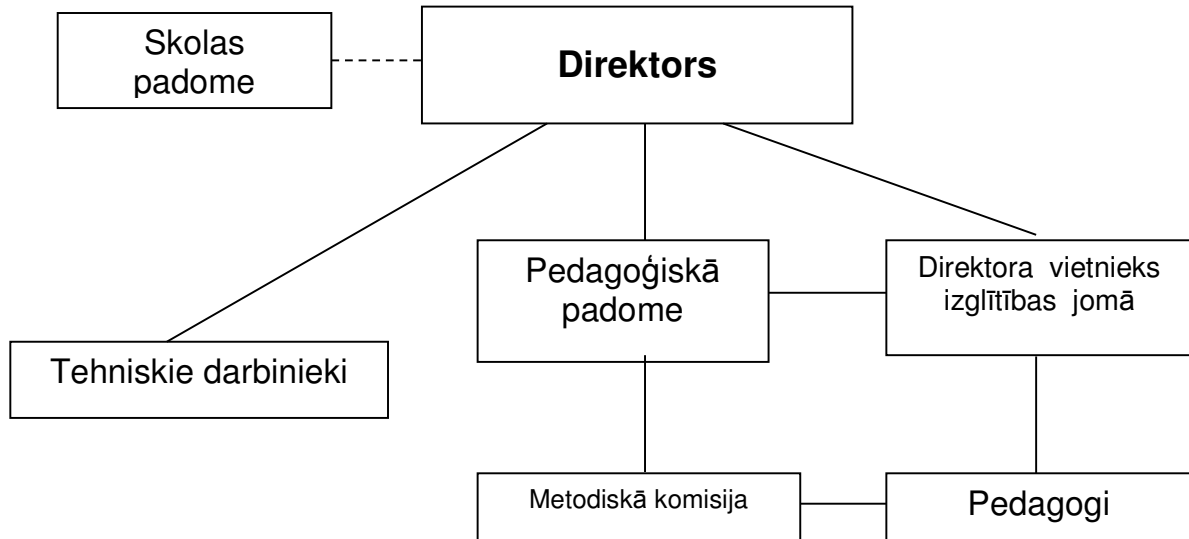 Skolas
padome
Direktors
Pedagoģiskā
padome
Direktora vietnieks
izglītības jomā
Tehniskie darbinieki
Metodiskā komisija
Pedagogi